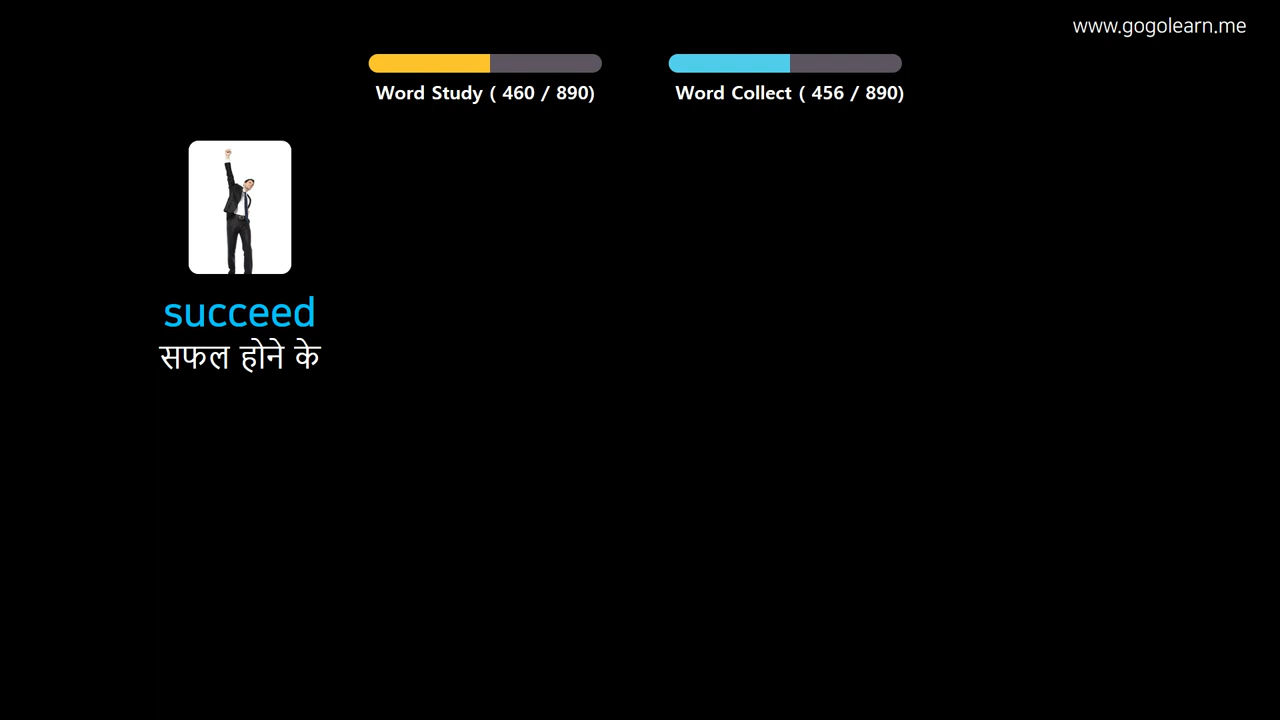 www.gogolearn.me
Word Study ( 460 / 890)
Word Collect ( 456 / 890)
succeed
सफल होने के